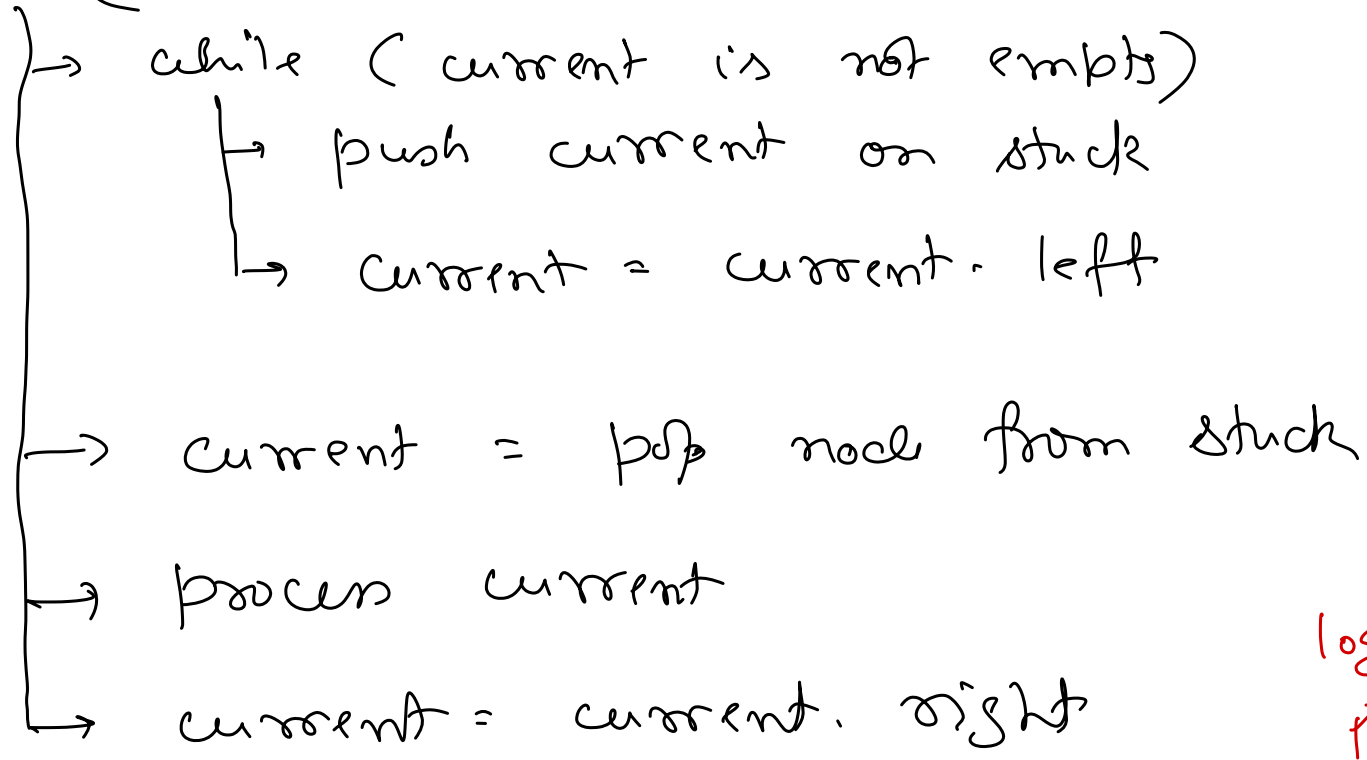 while ( current is not empty)
push current on stack
current = current. left
current = pop node from stack
process current
current = current. right